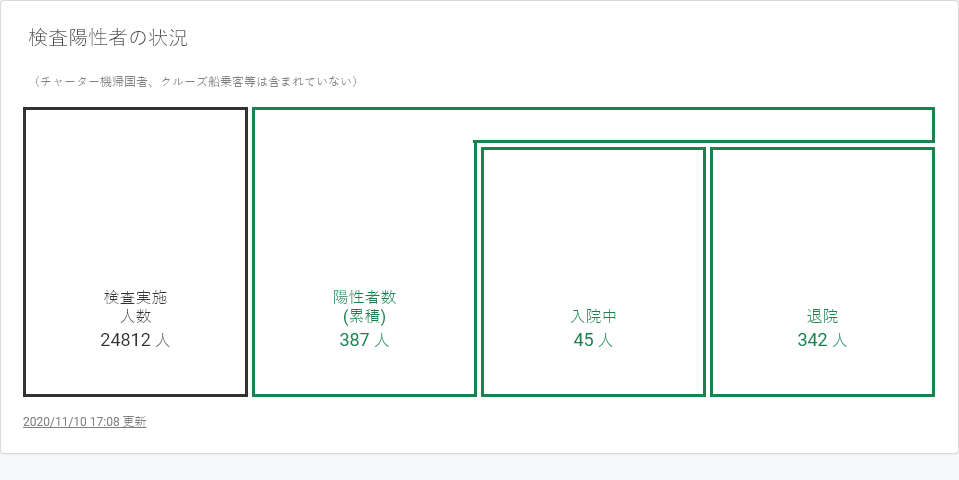 検査陽性者の状況
（チャーター機帰国者、クルーズ船乗客等は含まれていない）
検査実施
人数
24812 人
陽性者数
(累積)
387 人
入院中
45 人
退院
342 人
2020/11/10 17:08 更新